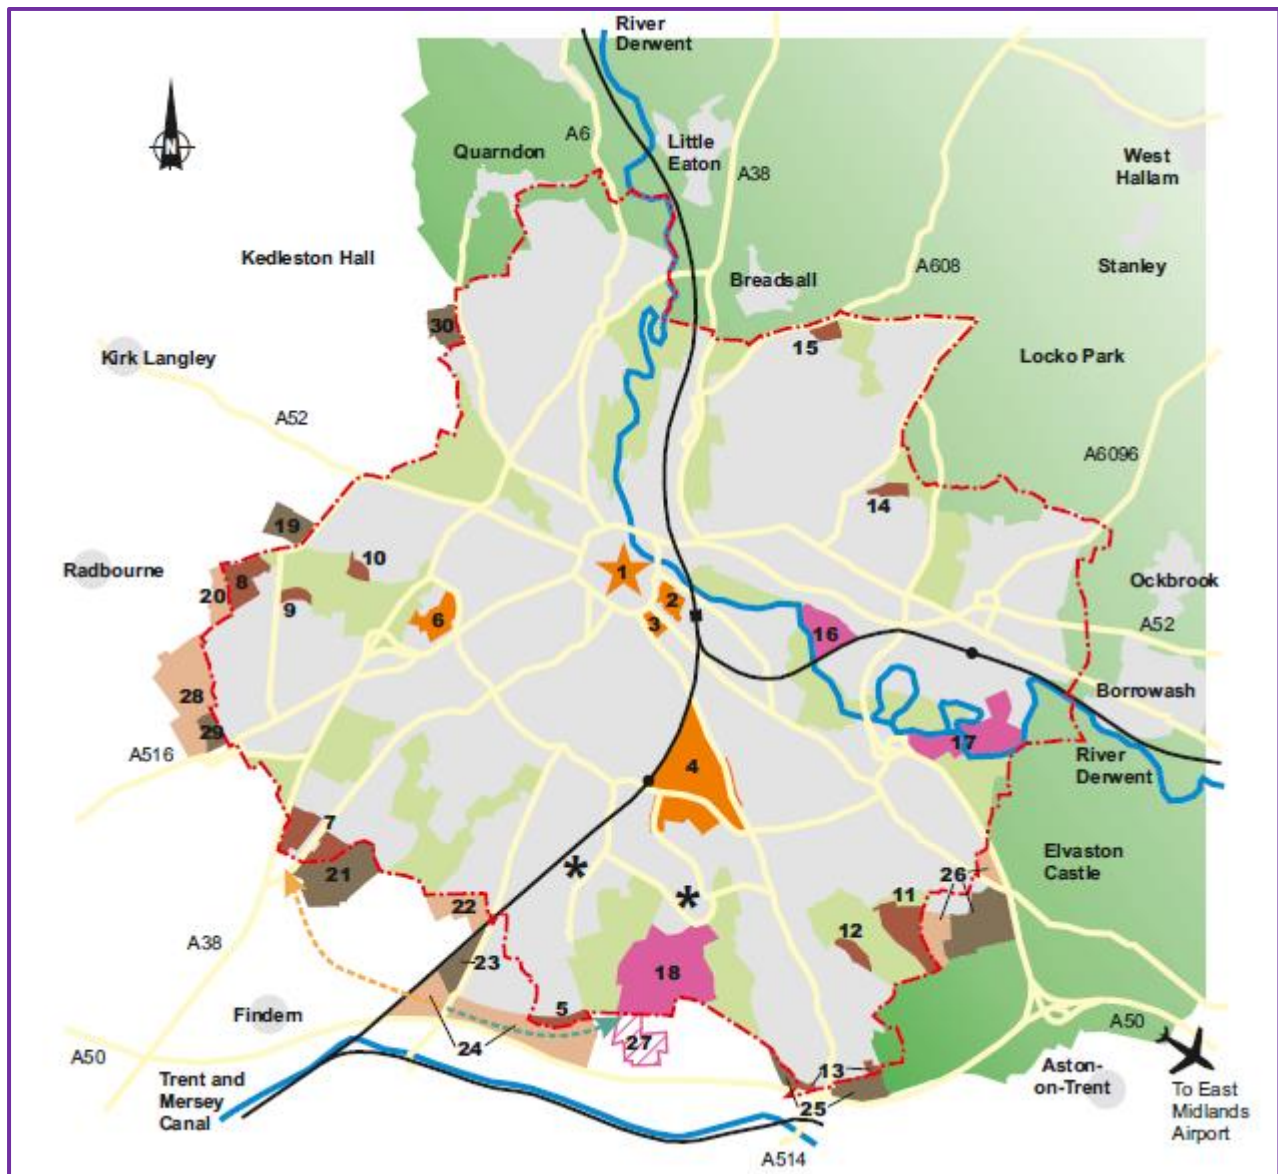 River
Derwent
A6
Little
Eaton
Quarndon
A38
West
Hallam
N
Kedleston Hall
Breadsall
A608
Stanley
30
15
Kirk Langley
Locko Park
A52
A6096
14
19
10
Radbourne
8
1
Ockbrook
20
9
2
6
3
A52
16
28
Borrowash
29
17
A516
4
River
Derwent
7
Elvaston
Castle
21
26
11
22
12
A38
23
18
5
Findern
27
24
A50
A50
13
Aston-
on-Trent
Trent and
Mersey
Canal
25
To East
Midlands
Airport
A514